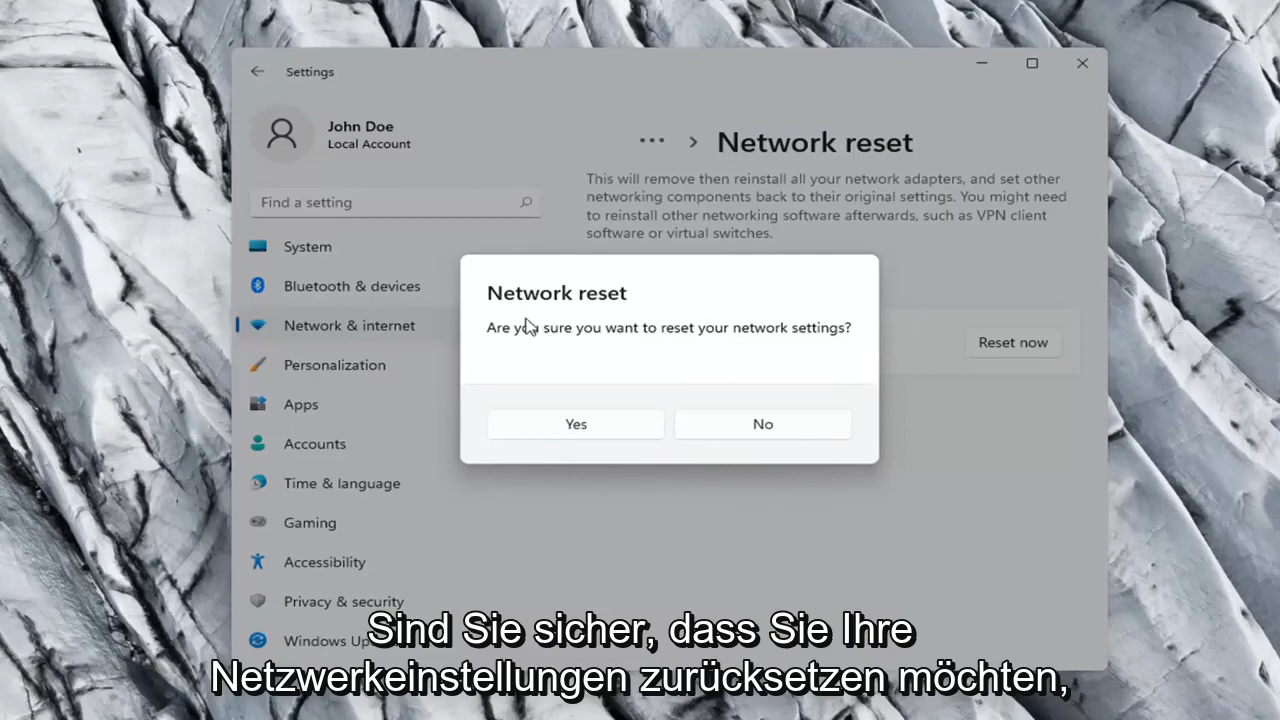 Settings
John Doe
Local Account
Find a setting
System
Bluetooth & devices
Network & internet
Personalization
Apps
Accounts
Time & language
Gaming
Accessibility
Privacy & security
Windows
Network reset
This will remove then reinstall all your network adapters, and set other
networking components back to their original settings. You might need
to reinstall other networking software afterwards, such as VPN client
software or virtual switches.
Reset now
Network reset
Are you sure you want to reset your network settings?
Yes
No
Sind Sie sicher, dass Sie Ihre
Netzwerkeinstellungen zurücksetzen möchten,